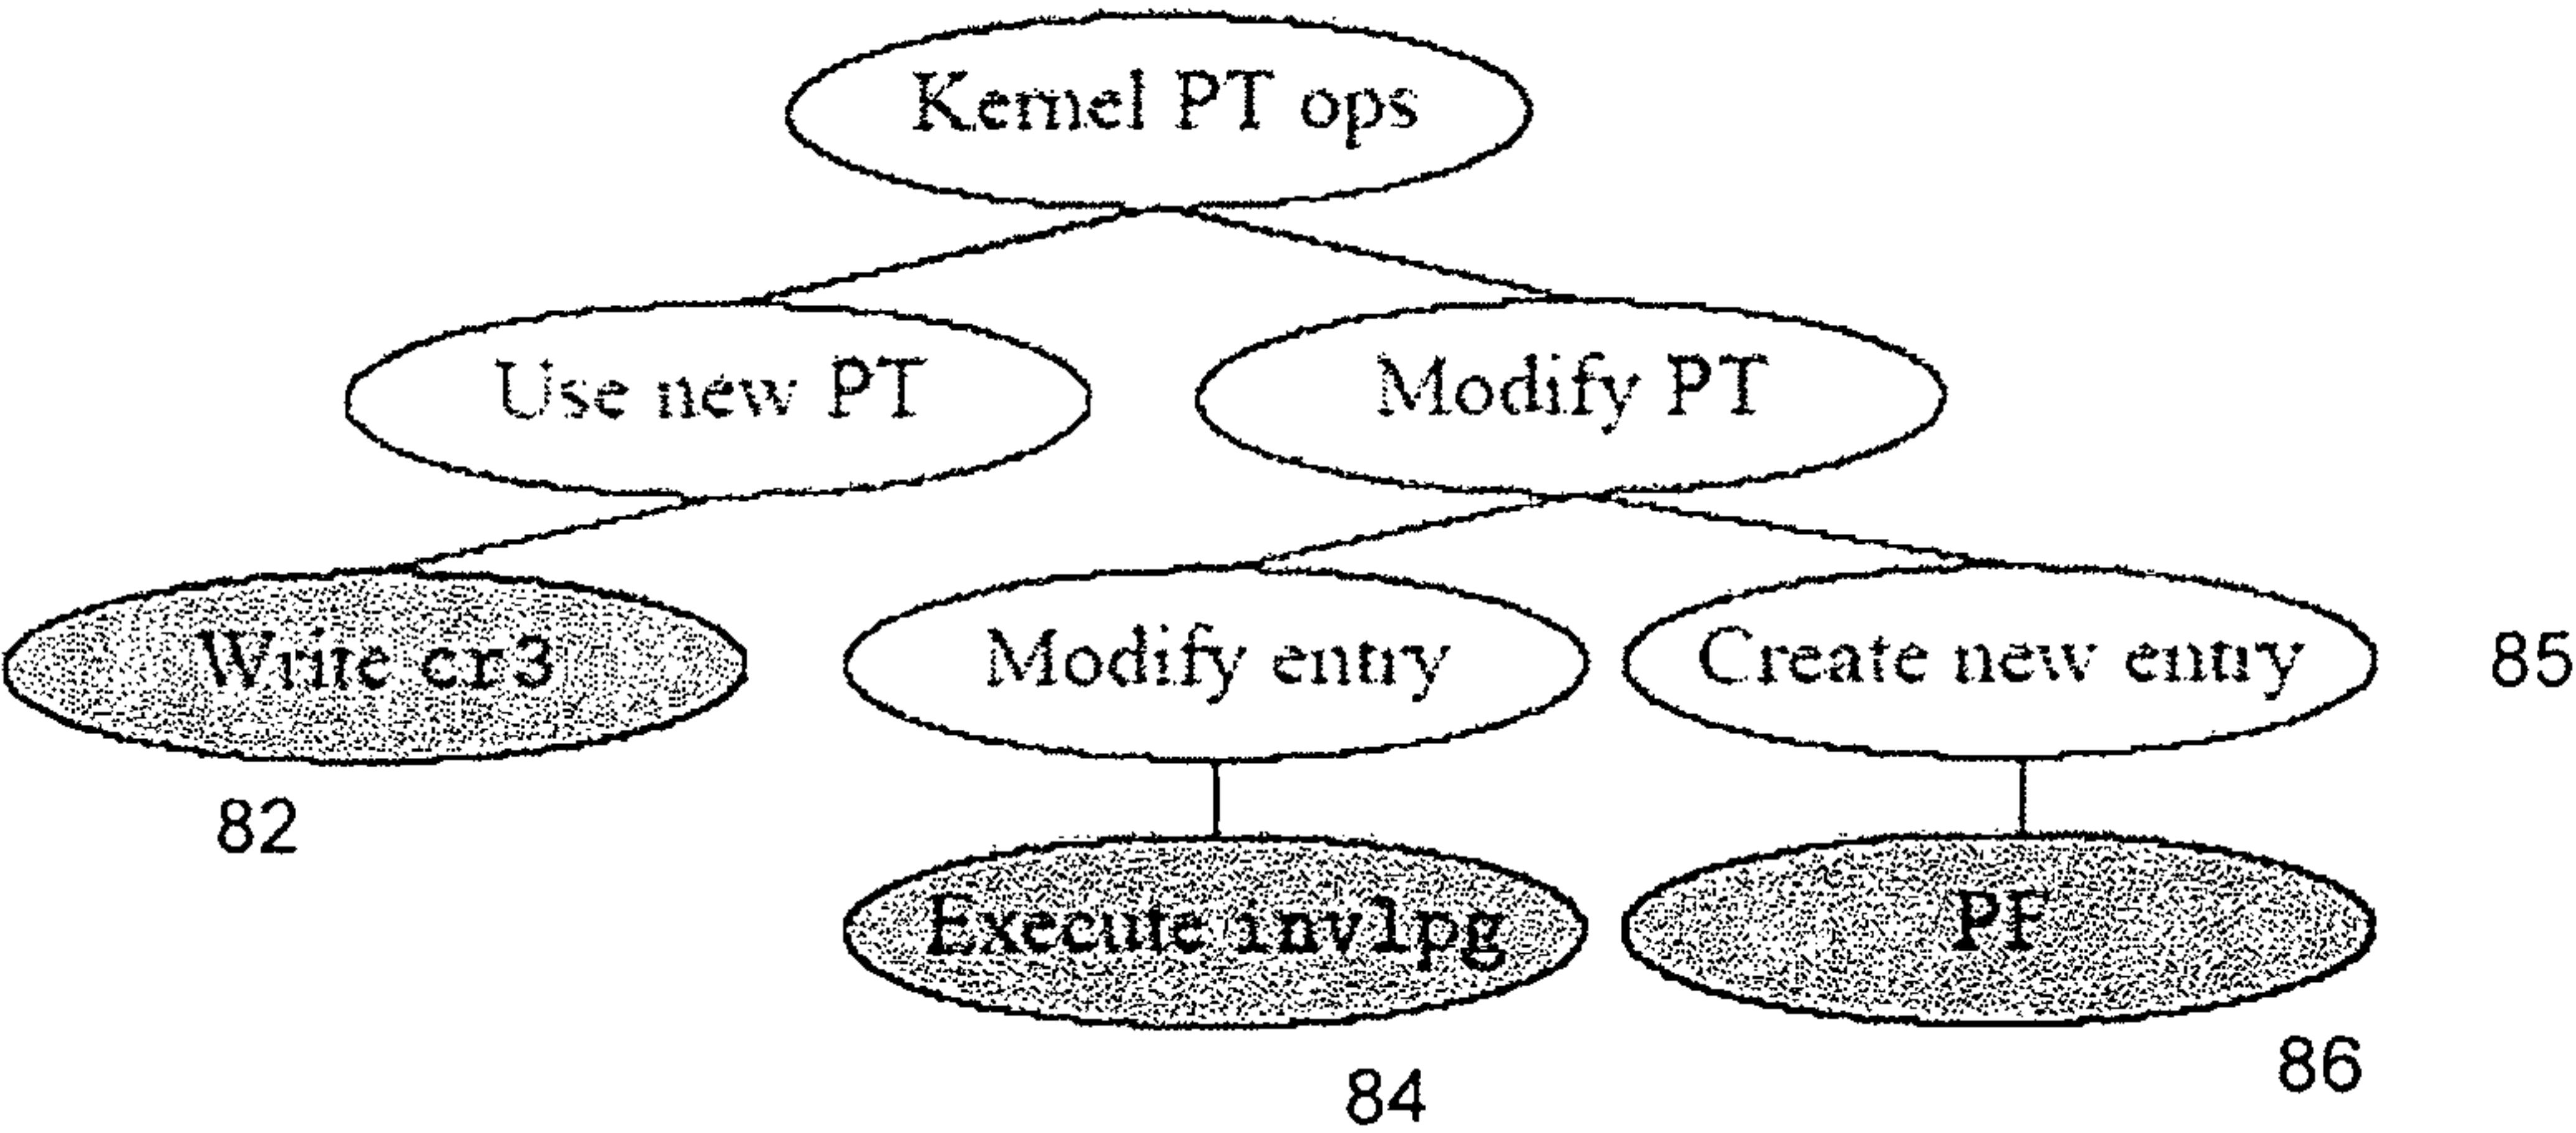 Kernel PT ops
Use new PT
Modify PT
Write cr3
Modify entry
Create new entry
85
82
Execute invlpg
PF
84
86